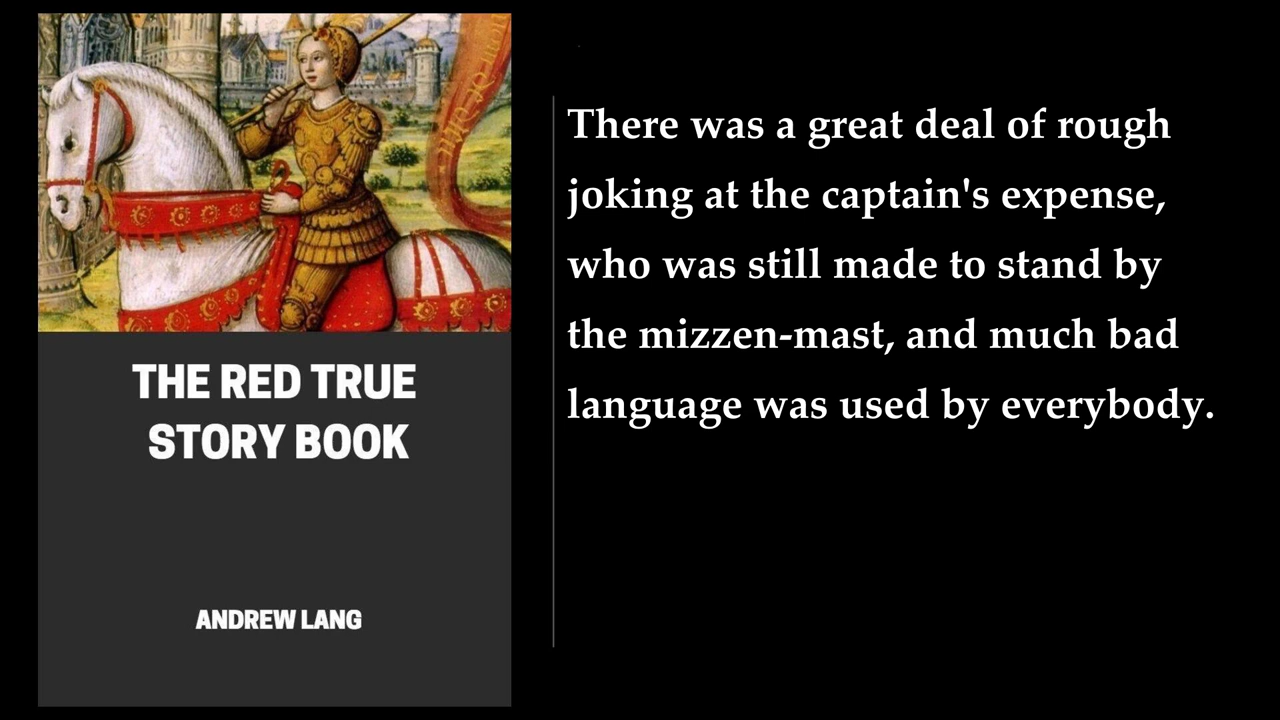 THE RED TRUE
STORY BOOK
ANDREW LANG
There was a great deal of rough
joking at the captain's expense,
who was still made to stand by
the mizzen-mast, and much bad
language was used by everybody.